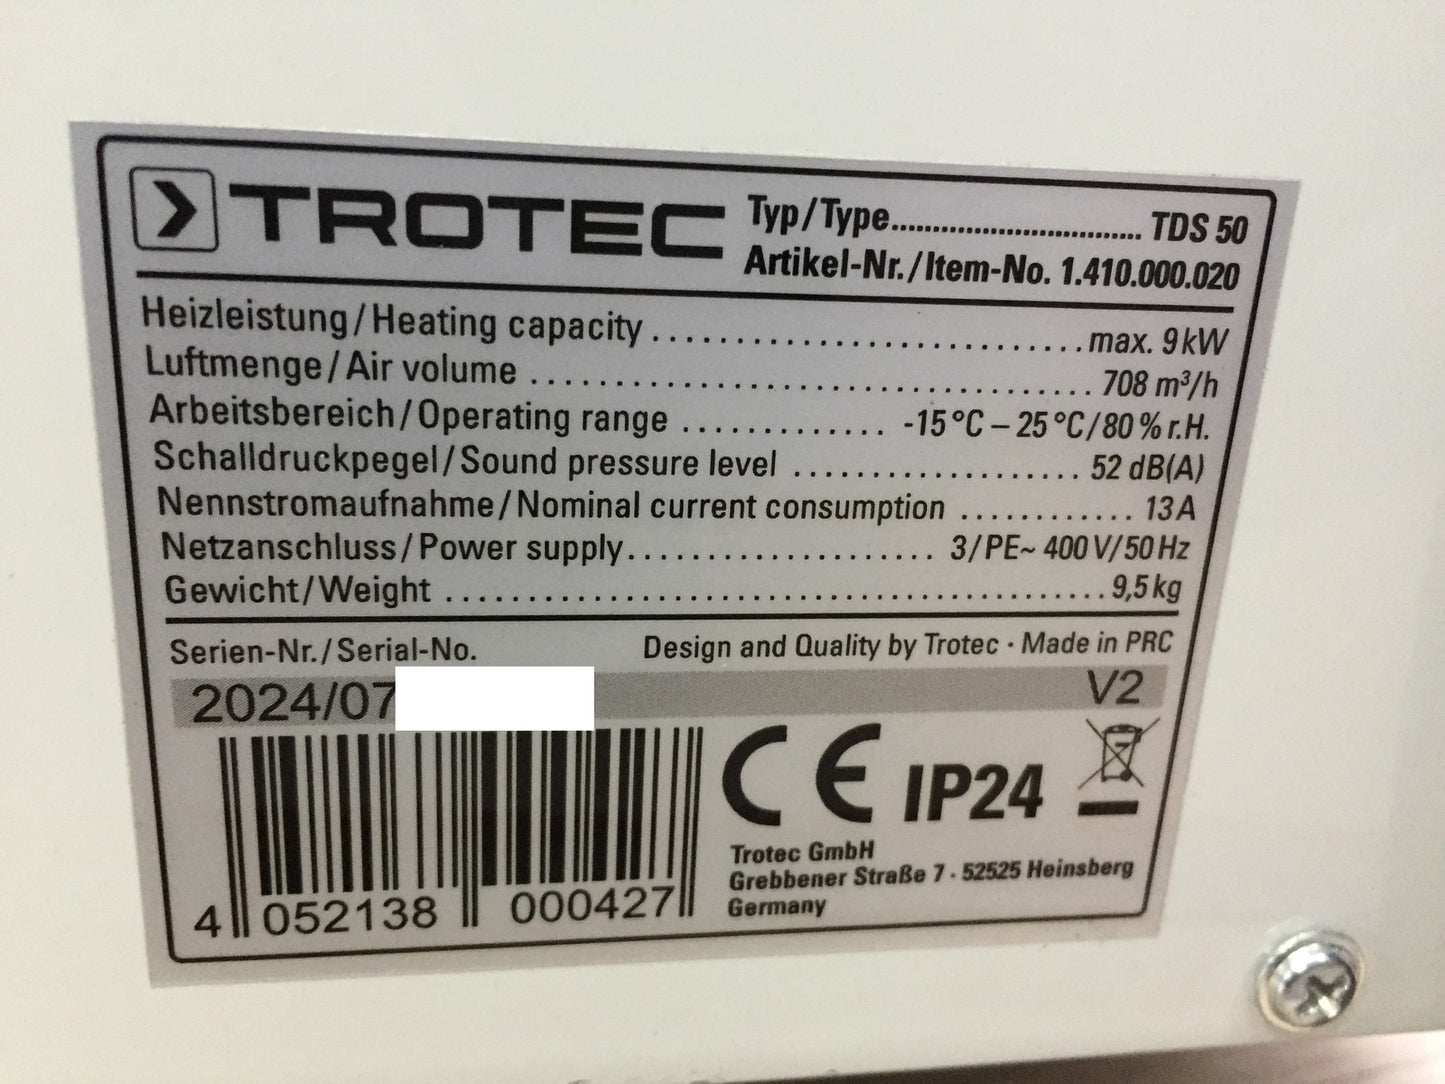 TROTEC
Typ/Type.............................. TDS 50
Artikel-Nr./Item-No. 1.410.000.020
Heizleistung/Heating capacity ............................ max. 9 kW
Luftmenge/Air volume .................................. 708 m³/h
Arbeitsbereich/Operating range ............. -15 °C – 25 °C/80 % r.H.
Schalldruckpegel/Sound pressure level .................. 52 dB(A)
Nennstromaufnahme/Nominal current consumption ............ 13 A
Netzanschluss/Power supply................... 3/PE~ 400 V/50 Hz
Gewicht/Weight ........................................ 9,5 kg
Serien-Nr./Serial-No.
Design and Quality by Trotec · Made in PRC
2024/07
V2
CE IP24
Trotec GmbH
Grebbener Straße 7 · 52525 Heinsberg
Germany
4 052138 000427